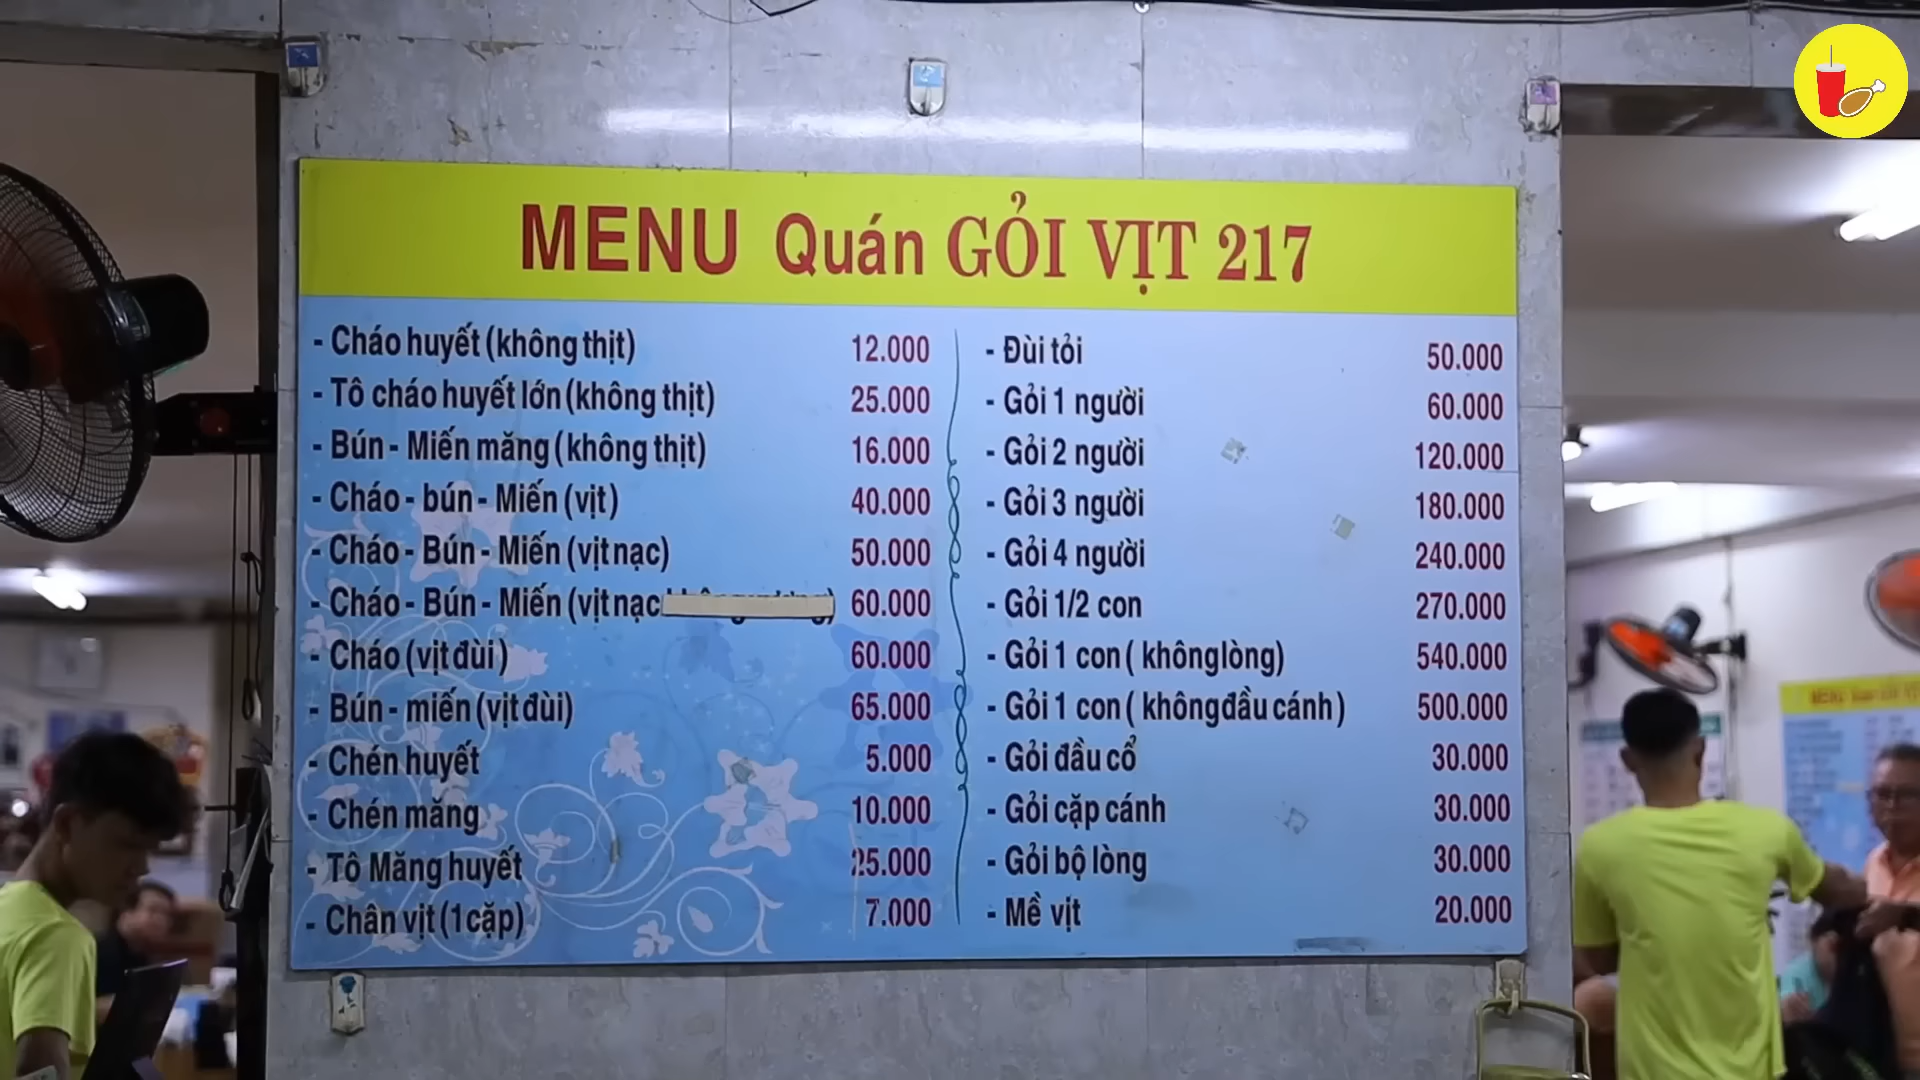 MENU Quán GỎI VỊT 217
- Cháo huyết (không thịt) 12.000
- Tô cháo huyết lớn (không thịt) 25.000
- Bún - Miến măng (không thịt) 16.000
- Cháo - bún - Miến (vịt) 40.000
- Cháo - Bún - Miến (vịt nạc) 50.000
- Cháo - Bún - Miến (vịt nạc 60.000
- Cháo (vịt đùi) 60.000
- Bún - miến (vịt đùi) 65.000
- Chén huyết 5.000
- Chén măng 10.000
- Tô Măng huyết 25.000
- Chân vịt (1cặp) 7.000
- Đùi tỏi 50.000
- Gỏi 1 người 60.000
- Gỏi 2 người 120.000
- Gỏi 3 người 180.000
- Gỏi 4 người 240.000
- Gỏi 1/2 con 270.000
- Gỏi 1 con ( không lòng) 540.000
- Gỏi 1 con ( không đầu cánh ) 500.000
- Gỏi đầu cổ 30.000
- Gỏi cặp cánh 30.000
- Gỏi bộ lòng 30.000
- Mề vịt 20.000